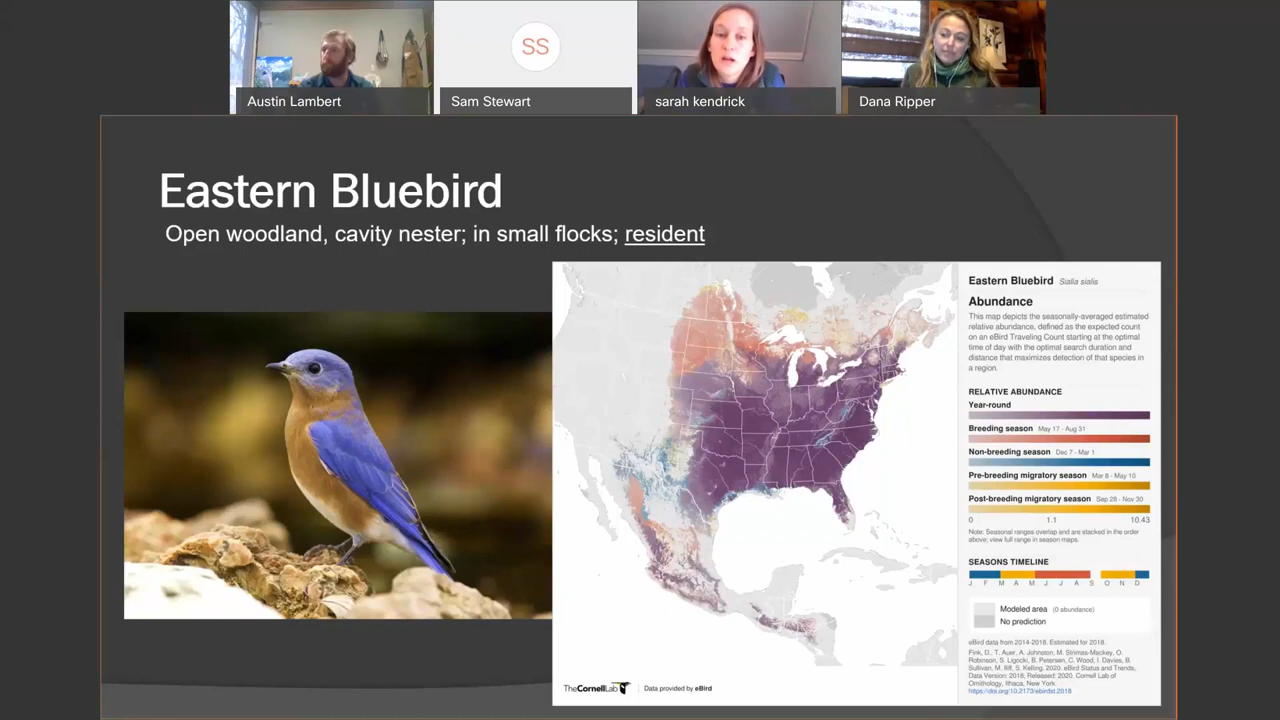 SS
Austin Lambert
Sam Stewart
sarah kendrick
Dana Ripper
Eastern Bluebird
Open woodland, cavity nester; in small flocks; resident
Eastern Bluebird Sialia sialis
Abundance
This map depicts the seasonally-averaged estimated
relative abundance, defined as the expected count
on an eBird Traveling Count starting at the optimal
time of day with the optimal search duration and
distance that maximizes detection of that species in
a region.
RELATIVE ABUNDANCE
Year-round
Breeding season May 17 - Aug 31
Non-breeding season Dec 7 - Mar 1
Pre-breeding migratory season Mar 8 - May 10
Post-breeding migratory season Sep 28 - Nov 30
0 1.1 10.43
Note: Seasonal ranges overlap and are stacked in the order
above; view full range in season maps.
SEASONS TIMELINE
J F M A M J J A S O N D
Modeled area (0 abundance)
No prediction
eBird data from 2014-2018. Estimated for 2018.
Fink, D., T. Auer, A. Johnston, M. Strimas-Mackey, O.
Robinson, S. Ligocki, B. Petersen, C. Wood, I. Davies, B.
Sullivan, M. Iliff, S. Kelling. 2020. eBird Status and Trends,
Data Version: 2018; Released: 2020. Cornell Lab of
Ornithology, Ithaca, New York.
https://doi.org/10.2173/ebirdst.2018
TheCornellLab Data provided by eBird